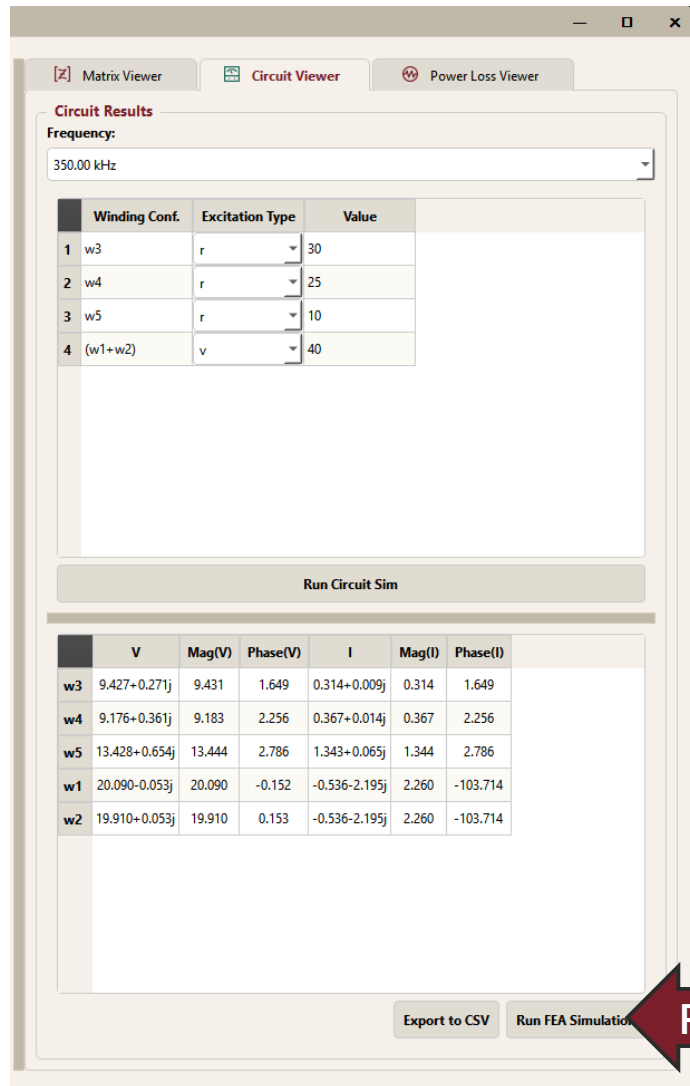 [Z] Matrix Viewer Circuit Viewer Power Loss Viewer
Circuit Results
Frequency:
350.00 kHz
Winding Conf. Excitation Type Value
1 w3 r 30
2 w4 r 25
3 w5 r 10
4 (w1+w2) v 40
Run Circuit Sim
V Mag(V) Phase(V) I Mag(I) Phase(I)
w3 9.427+0.271j 9.431 1.649 0.314+0.009j 0.314 1.649
w4 9.176+0.361j 9.183 2.256 0.367+0.014j 0.367 2.256
w5 13.428+0.654j 13.444 2.786 1.343+0.065j 1.344 2.786
w1 20.090-0.053j 20.090 -0.152 -0.536-2.195j 2.260 -103.714
w2 19.910+0.053j 19.910 0.153 -0.536-2.195j 2.260 -103.714
Export to CSV Run FEA Simulation